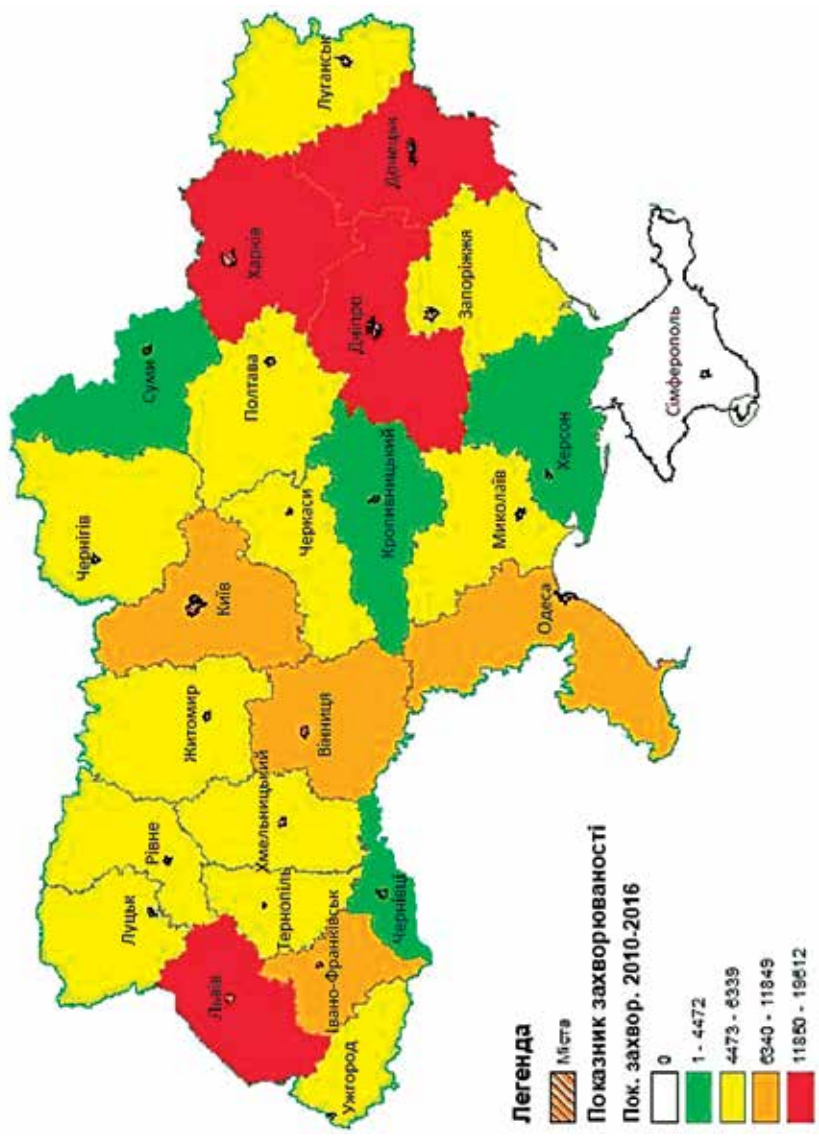 Луганськ
Донецьк
Харків
Дніпро
Запоріжжя
Суми
Полтава
Чернігів
Черкаси
Кропивницький
Херсон
Миколаїв
Сімферополь
Київ
Одеса
Житомир
Вінниця
Хмельницький
Рівне
Луцьк
Тернопіль
Чернівці
Івано-Франківськ
Львів
Ужгород
Легенда
Міста
Показник захворюваності
Пок. захвор. 2010-2016
0
1 - 4472
4473 - 6339
6340 - 11849
11850 - 19612